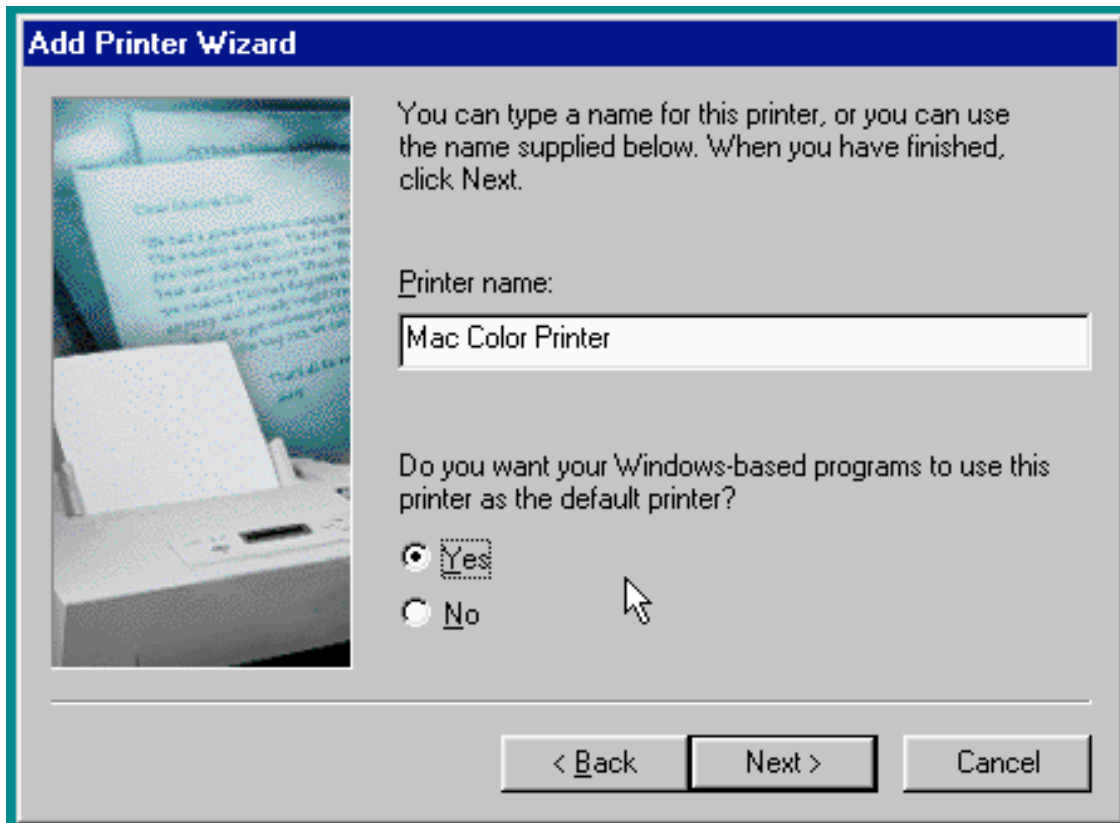 Add Printer Wizard
You can type a name for this printer, or you can use
the name supplied below. When you have finished,
click Next.
Printer name:
Mac Color Printer
Do you want your Windows-based programs to use this
printer as the default printer?
Yes
No
< Back
Next >
Cancel